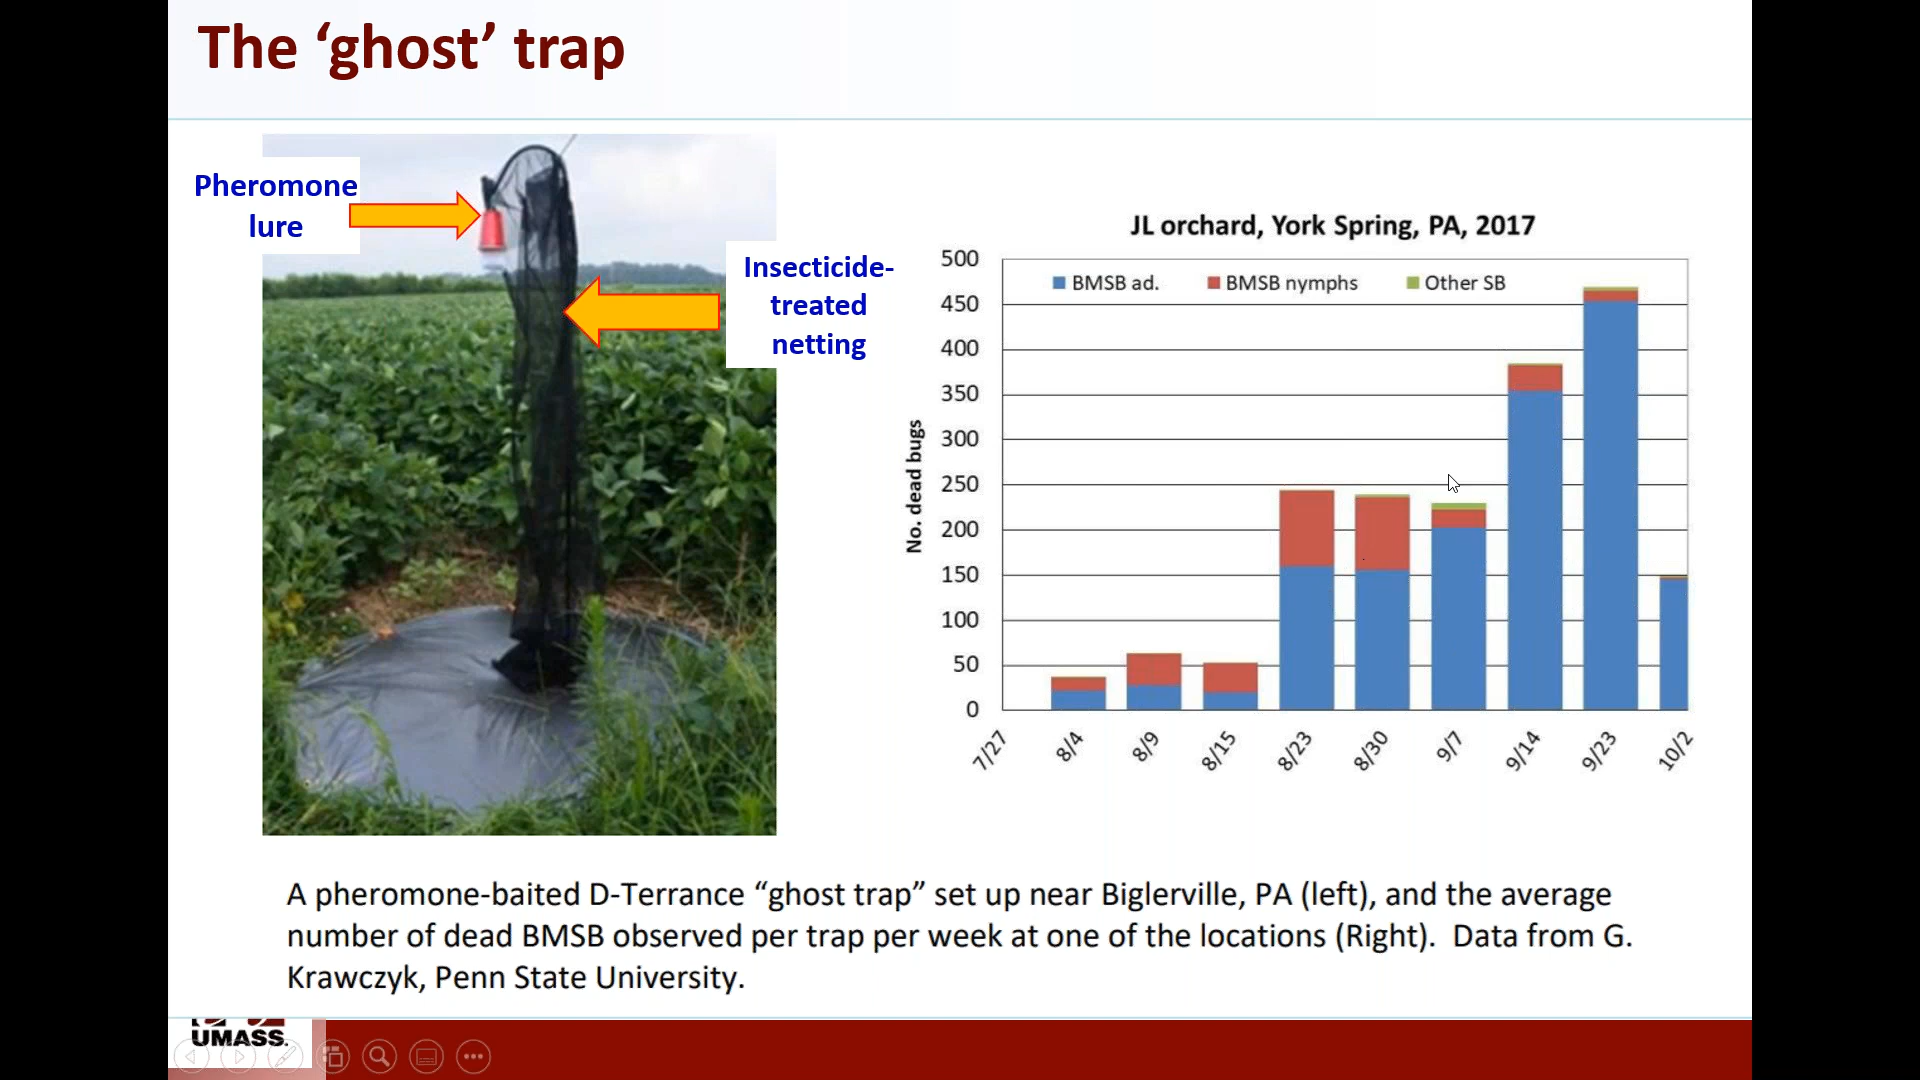 The ‘ghost’ trap
Pheromone
lure
Insecticide-
treated
netting
JL orchard, York Spring, PA, 2017
BMSB ad.
BMSB nymphs
Other SB
No. dead bugs
500
450
400
350
300
250
200
150
100
50
0
7/27
8/4
8/9
8/15
8/23
8/30
9/7
9/14
9/23
10/2
A pheromone-baited D-Terrance “ghost trap” set up near Biglerville, PA (left), and the average
number of dead BMSB observed per trap per week at one of the locations (Right). Data from G.
Krawczyk, Penn State University.
UMASS.